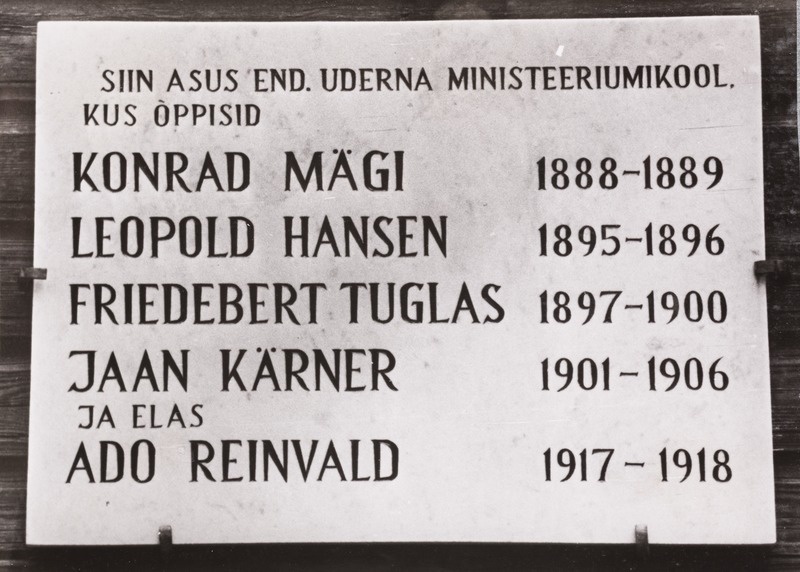 SIIN ASUS END. UDERNA MINISTEERIUMIKOOL,
KUS ÕPPISID
KONRAD MÄGI 1888-1889
LEOPOLD HANSEN 1895-1896
FRIEDEBERT TUGLAS 1897-1900
JAAN KÄRNER 1901-1906
JA ELAS
ADO REINVALD 1917-1918